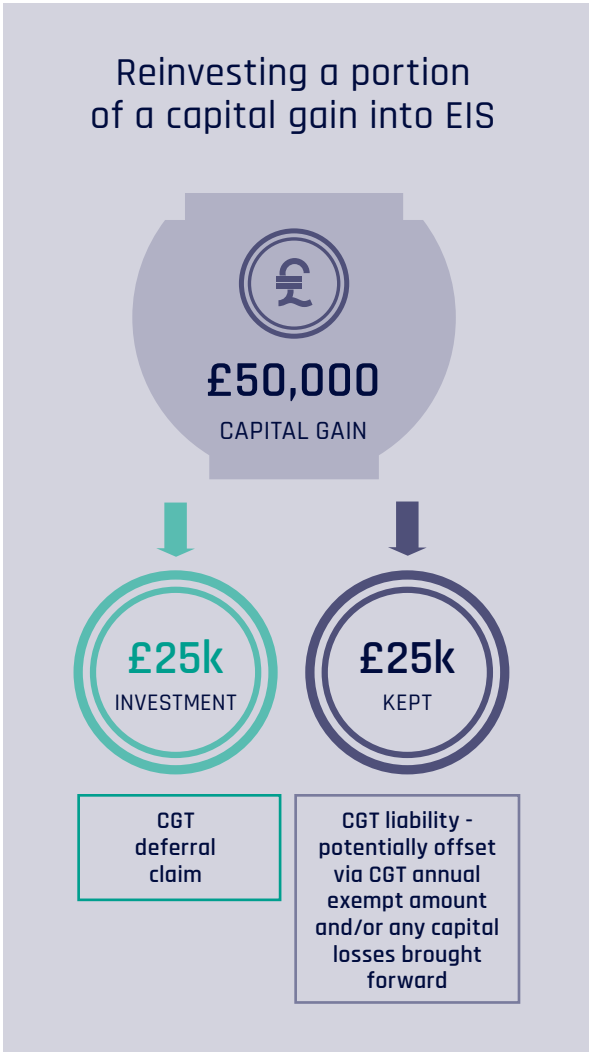 Reinvesting a portion
of a capital gain into EIS
£
£50,000
CAPITAL GAIN
£25k
INVESTMENT
£25k
KEPT
CGT
deferral
claim
CGT liability -
potentially offset
via CGT annual
exempt amount
and/or any capital
losses brought
forward